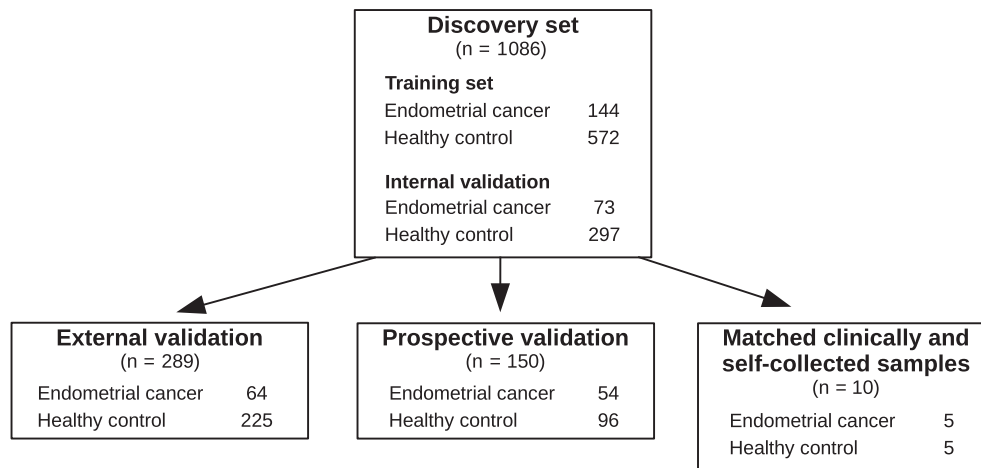 Discovery set
(n = 1086)
Training set
Endometrial cancer 144
Healthy control 572
Internal validation
Endometrial cancer 73
Healthy control 297
External validation
(n = 289)
Endometrial cancer 64
Healthy control 225
Prospective validation
(n = 150)
Endometrial cancer 54
Healthy control 96
Matched clinically and
self-collected samples
(n = 10)
Endometrial cancer 5
Healthy control 5